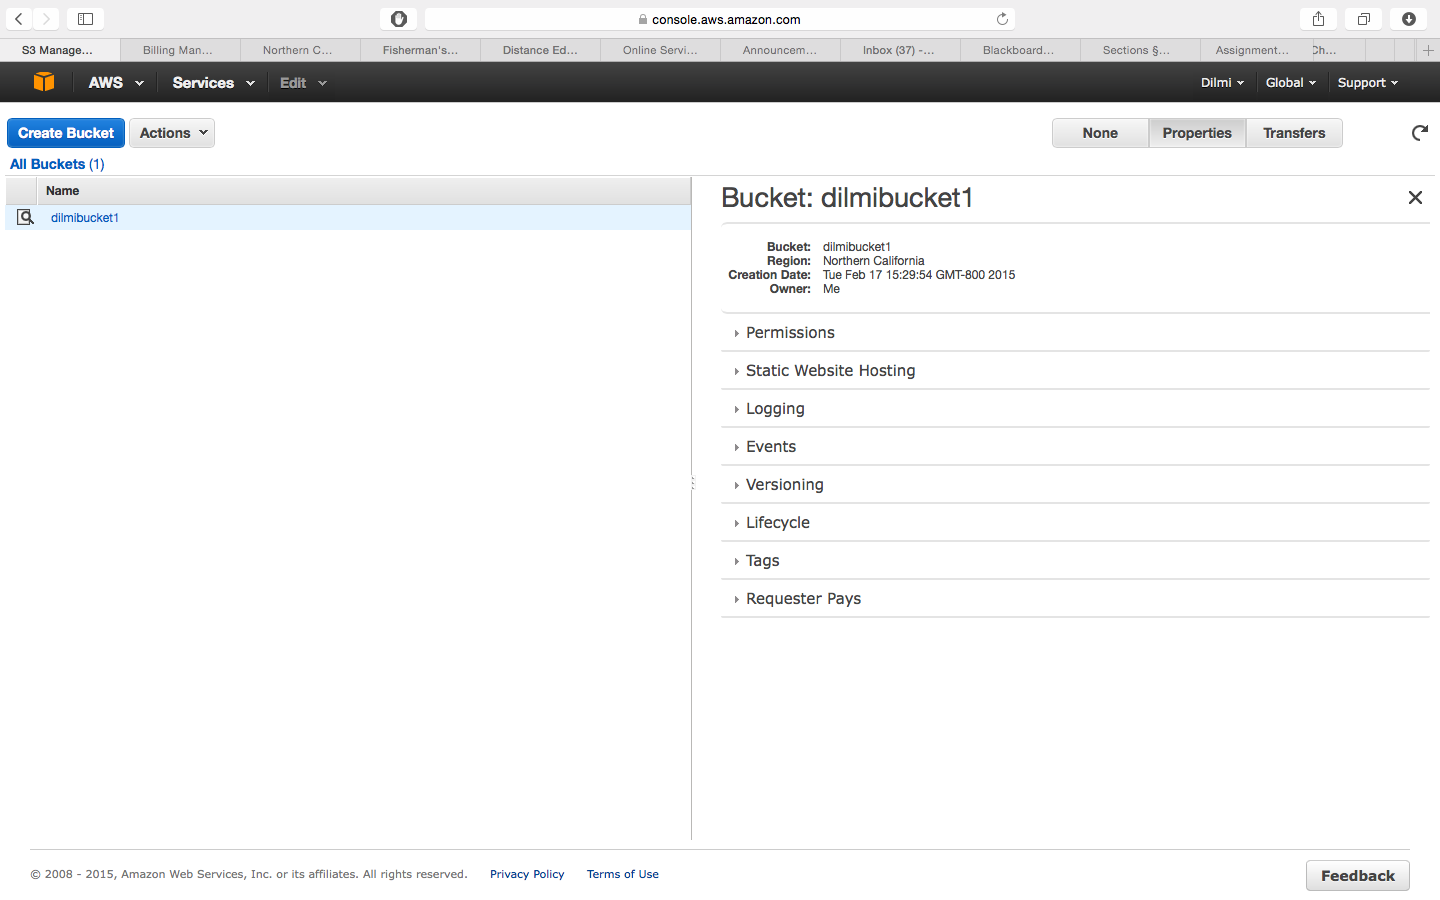 console.aws.amazon.com
S3 Manage... Billing Man... Northern C... Fisherman's... Distance Ed... Online Servi... Announcem... Inbox (37) -... Blackboard... Sections §... Assignment... Ch...
AWS Services Edit Dilmi Global Support
Create Bucket Actions None Properties Transfers
All Buckets (1)
Name
dilmibucket1
Bucket: dilmibucket1
Bucket: dilmibucket1
Region: Northern California
Creation Date: Tue Feb 17 15:29:54 GMT-800 2015
Owner: Me
Permissions
Static Website Hosting
Logging
Events
Versioning
Lifecycle
Tags
Requester Pays
© 2008 - 2015, Amazon Web Services, Inc. or its affiliates. All rights reserved. Privacy Policy Terms of Use Feedback